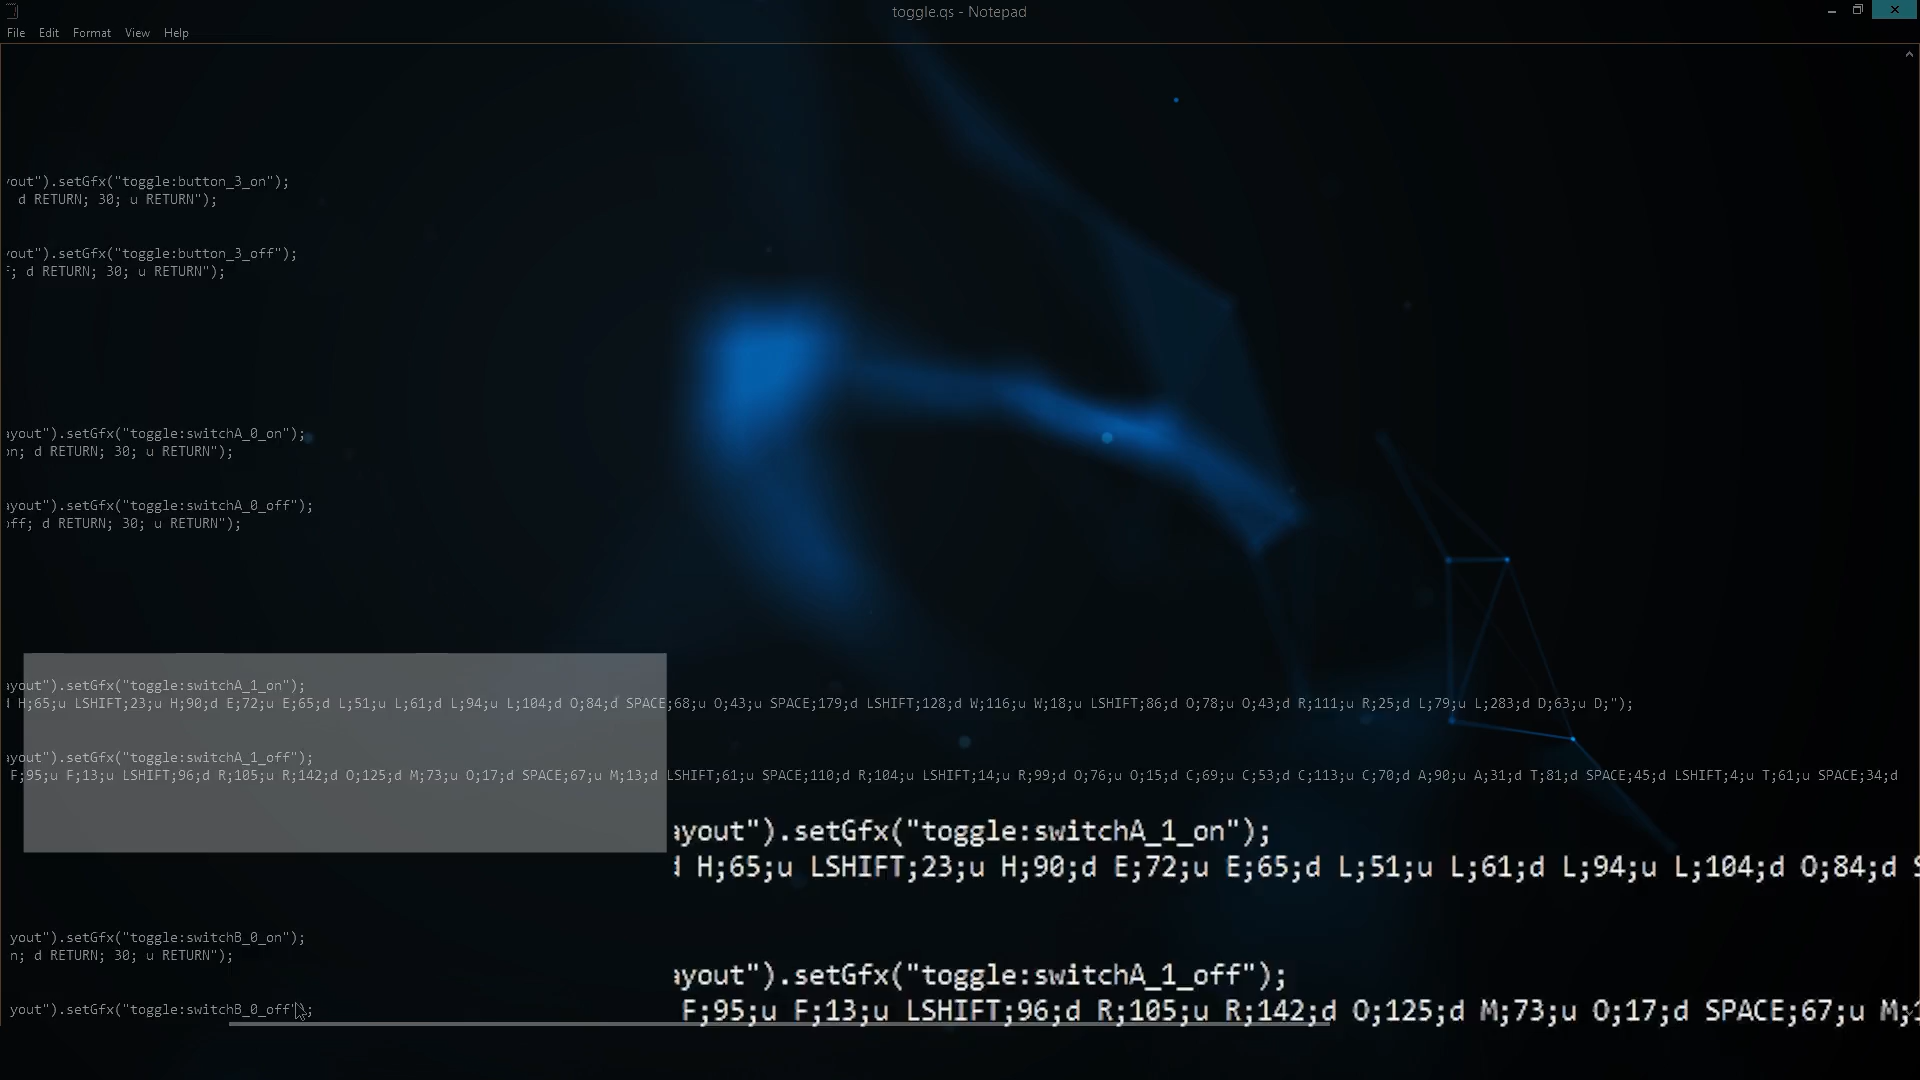 toggle.qs - Notepad
File Edit Format View Help
yout").setGfx("toggle:button_3_on");
d RETURN; 30; u RETURN");
yout").setGfx("toggle:button_3_off");
; d RETURN; 30; u RETURN");
ayout").setGfx("toggle:switchA_0_on");
on; d RETURN; 30; u RETURN");
ayout").setGfx("toggle:switchA_0_off");
off; d RETURN; 30; u RETURN");
ayout").setGfx("toggle:switchA_1_on");
d H;65;u LSHIFT;23;u H;90;d E;72;u E;65;d L;51;u L;61;d L;94;u L;104;d O;84;d SPACE;68;u O;43;u SPACE;179;d LSHIFT;128;d W;116;u W;18;u LSHIFT;86;d O;78;u O;43;d R;111;u R;25;d L;79;u L;283;d D;63;u D;");
ayout").setGfx("toggle:switchA_1_off");
F;95;u F;13;u LSHIFT;96;d R;105;u R;142;d O;125;d M;73;u O;17;d SPACE;67;u M;13;d LSHIFT;61;u SPACE;110;d R;104;u LSHIFT;14;u R;99;d O;76;u O;15;d C;69;u C;53;d C;113;u C;70;d A;90;u A;31;d T;81;d SPACE;45;d LSHIFT;4;u T;61;u SPACE;34;d
ayout").setGfx("toggle:switchA_1_on");
d H;65;u LSHIFT;23;u H;90;d E;72;u E;65;d L;51;u L;61;d L;94;u L;104;d O;84;d S
ayout").setGfx("toggle:switchA_1_off");
F;95;u F;13;u LSHIFT;96;d R;105;u R;142;d O;125;d M;73;u O;17;d SPACE;67;u M;1
yout").setGfx("toggle:switchB_0_on");
n; d RETURN; 30; u RETURN");
yout").setGfx("toggle:switchB_0_off");